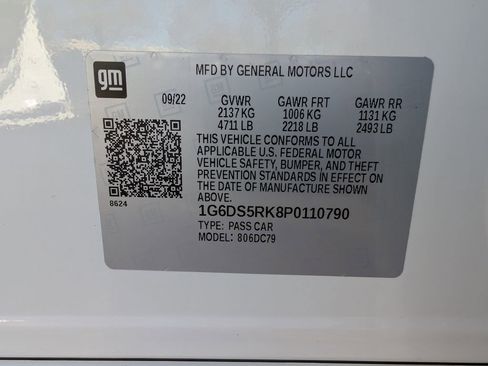 gm
MFD BY GENERAL MOTORS LLC
09/22 GVWR GAWR FRT GAWR RR
2137 KG 1006 KG 1131 KG
4711 LB 2218 LB 2493 LB
THIS VEHICLE CONFORMS TO ALL
APPLICABLE U.S. FEDERAL MOTOR
VEHICLE SAFETY, BUMPER, AND THEFT
PREVENTION STANDARDS IN EFFECT ON
THE DATE OF MANUFACTURE SHOWN
ABOVE.
8624
1G6DS5RK8P0110790
TYPE: PASS CAR
MODEL: 806DC79